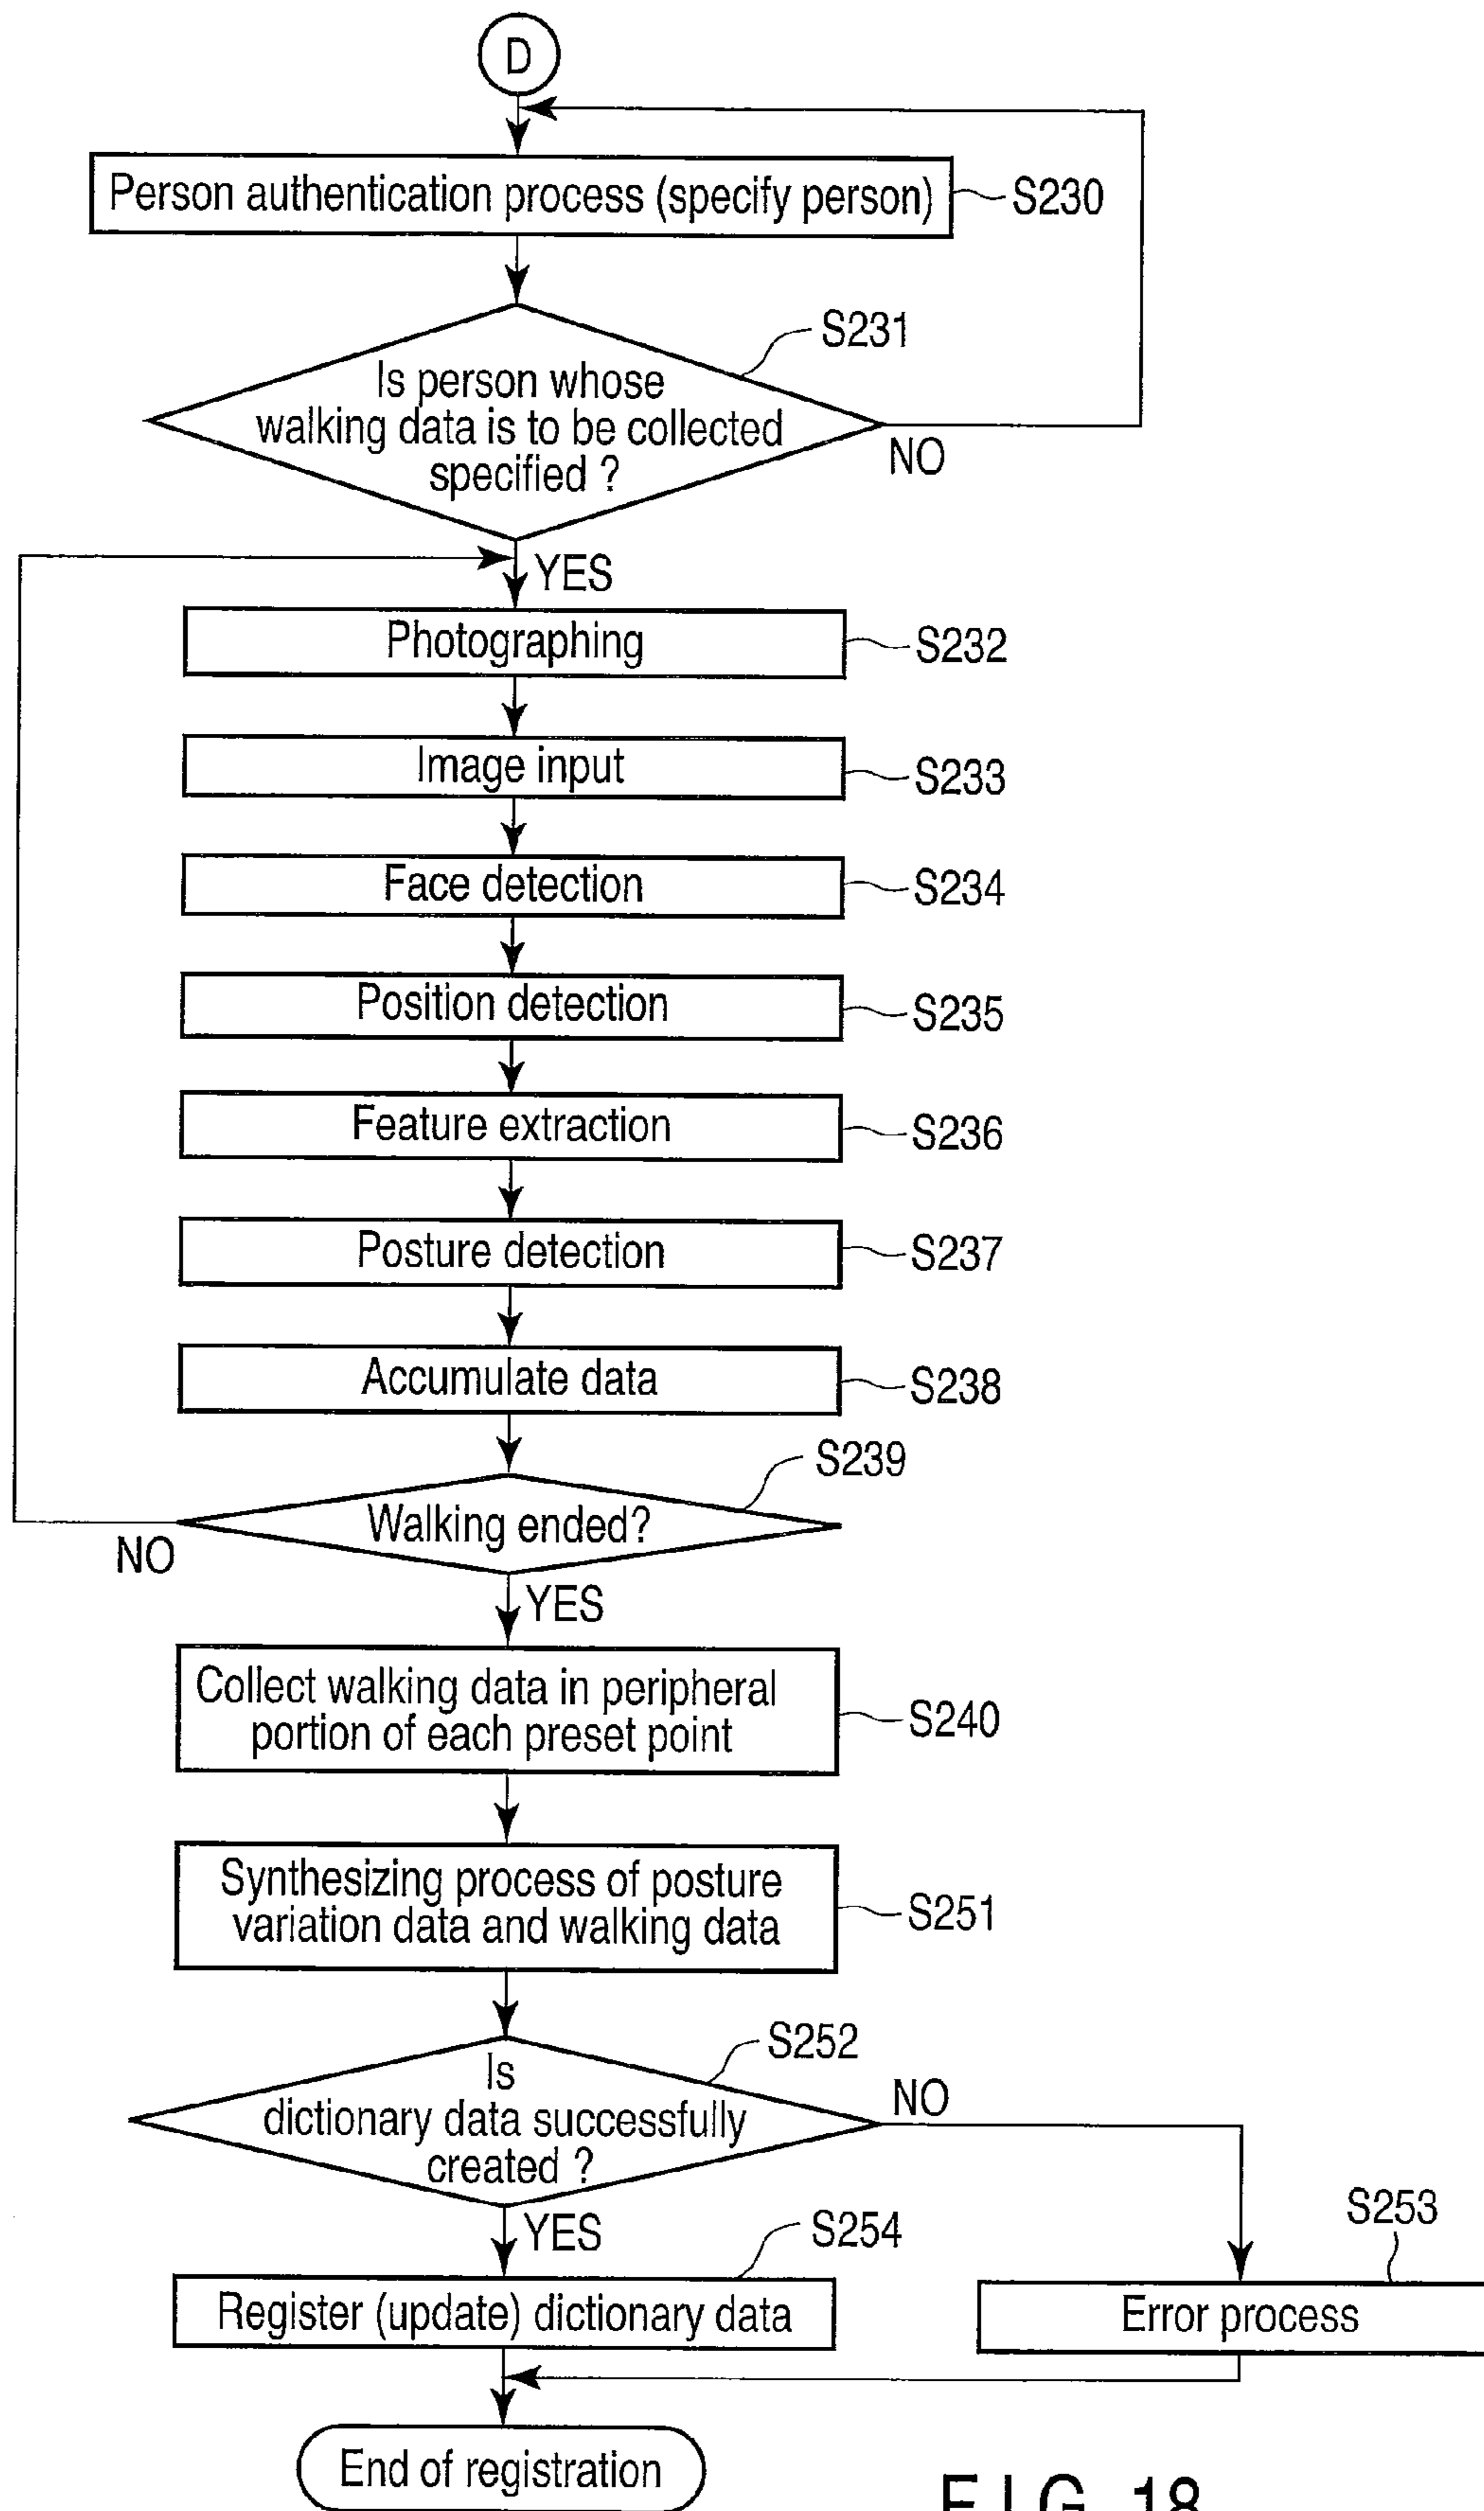 D
Person authentication process (specify person)
S230
S231
Is person whose
walking data is to be collected
specified ?
NO
YES
Photographing
S232
Image input
S233
Face detection
S234
Position detection
S235
Feature extraction
S236
Posture detection
S237
Accumulate data
S238
S239
Walking ended?
NO
YES
Collect walking data in peripheral
portion of each preset point
S240
Synthesizing process of posture
variation data and walking data
S251
S252
Is
dictionary data successfully
created ?
NO
YES
S254
S253
Register (update) dictionary data
Error process
End of registration
FIG. 18